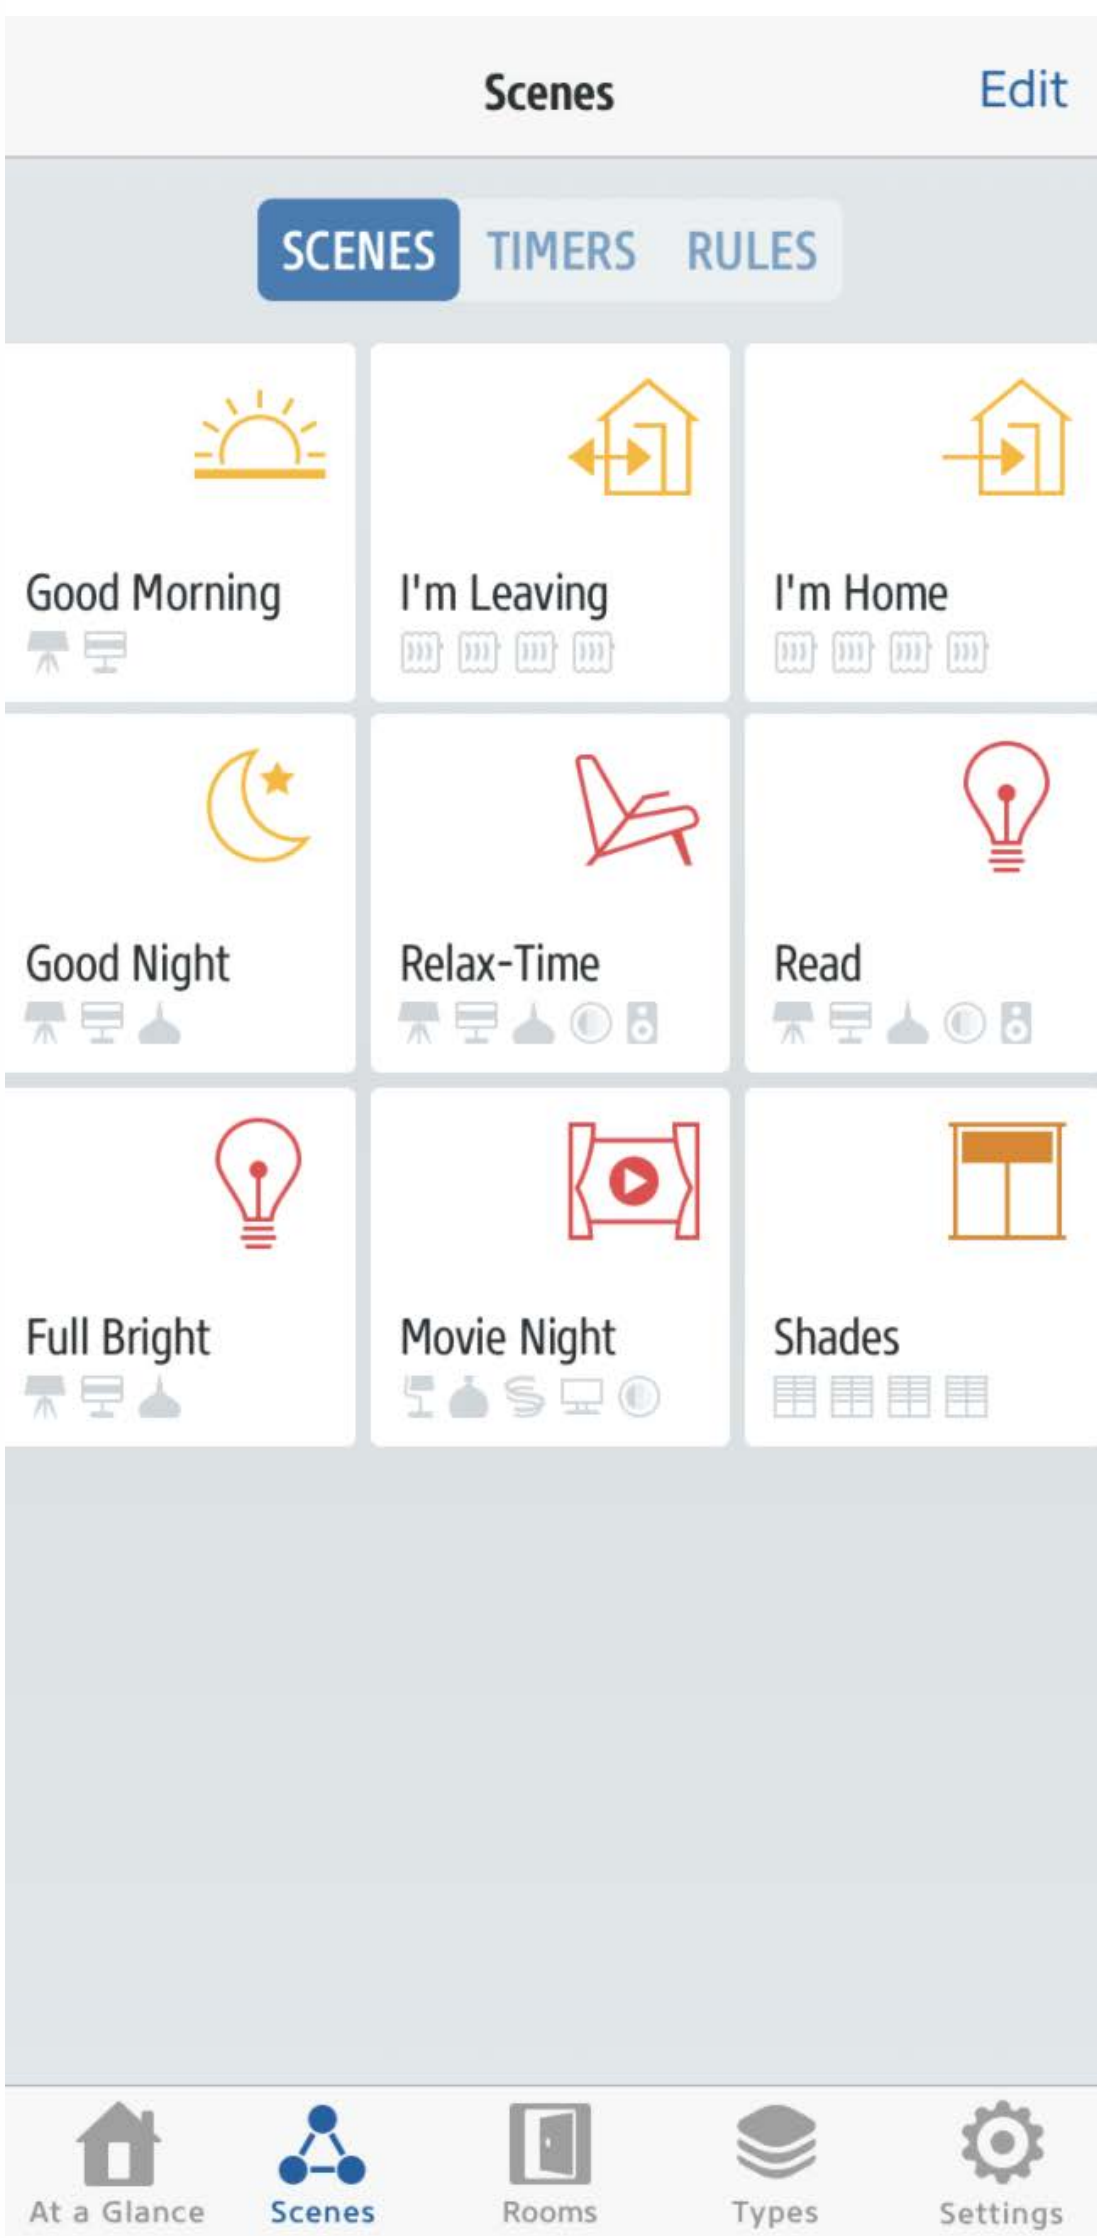 Scenes Edit
SCENES TIMERS RULES
Good Morning I'm Leaving I'm Home
Good Night Relax-Time Read
Full Bright Movie Night Shades
At a Glance Scenes Rooms Types Settings